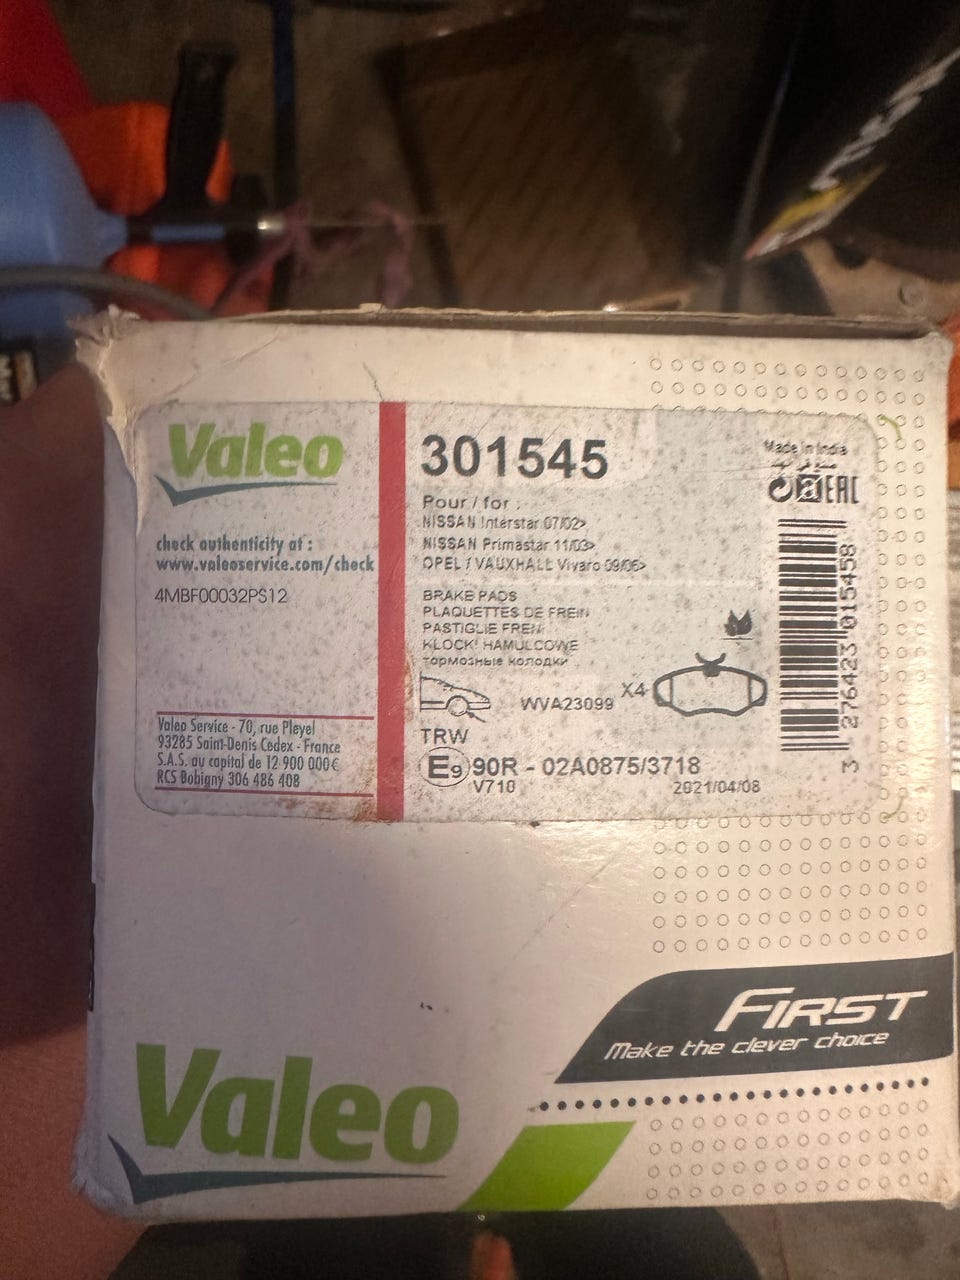 Valeo
check authenticity at :
www.valeoservice.com/check
4MBF00032PS12
Valeo Service - 70, rue Pleyel
93285 Saint-Denis Cedex - France
S.A.S. au capital de 12 900 000€
RCS Bobigny 306 486 408
301545
Pour / for :
NISSAN Interstar 07/02>
NISSAN Primastar 11/03>
OPEL / VAUXHALL Vivaro 09/06>
BRAKE PADS
PLAQUETTES DE FREIN
PASTIGLIE FRENI
KLOCKI HAMULCOWE
тормозные колодки
WVA23099 X4
TRW
E9 90R - 02A0875/3718
V710 2021/04/08
Made in India
صنع في الهند
EAC
3 276423 015458
FIRST
Make the clever choice
Valeo